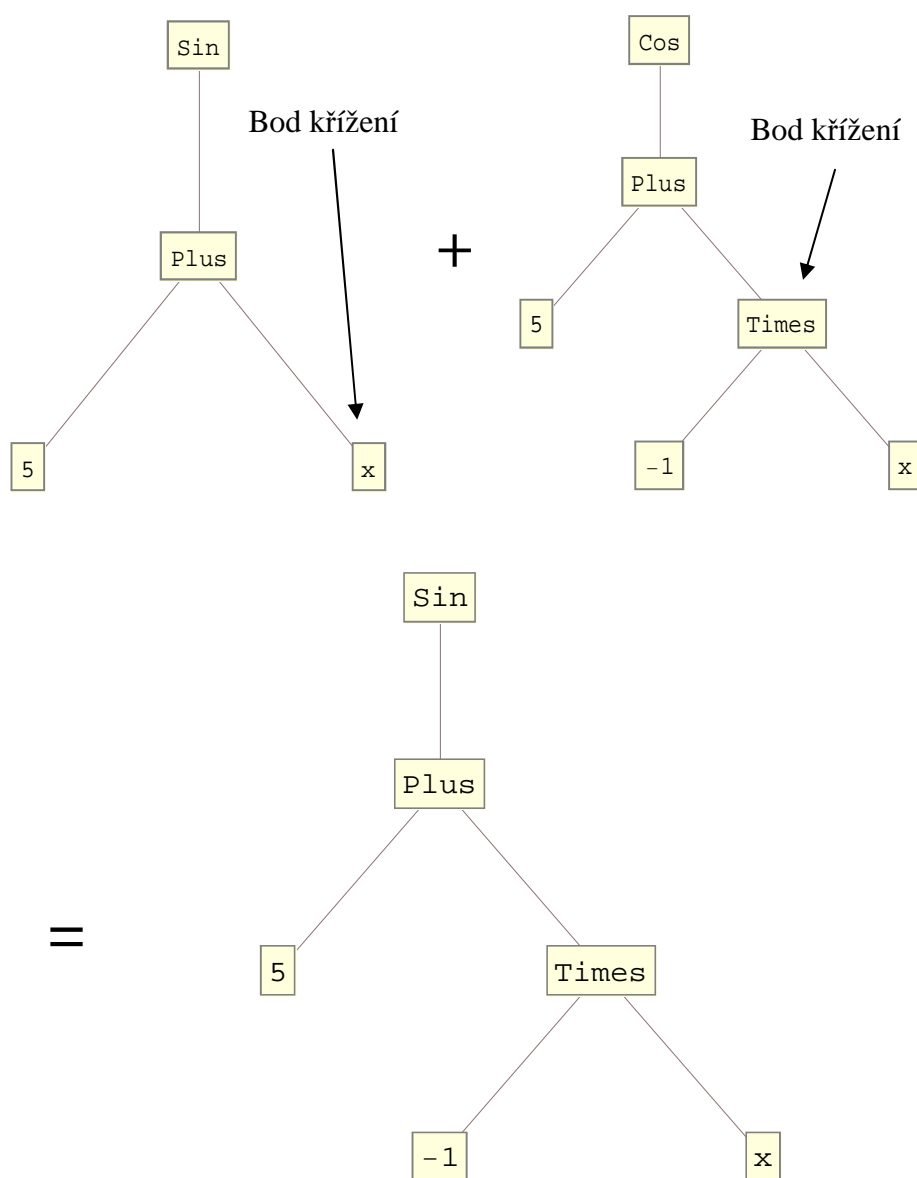 Sin
Cos
Bod křížení
Bod křížení
Plus
Plus
+
5
Times
5
x
-1
x
Sin
Plus
=
5
Times
-1
x